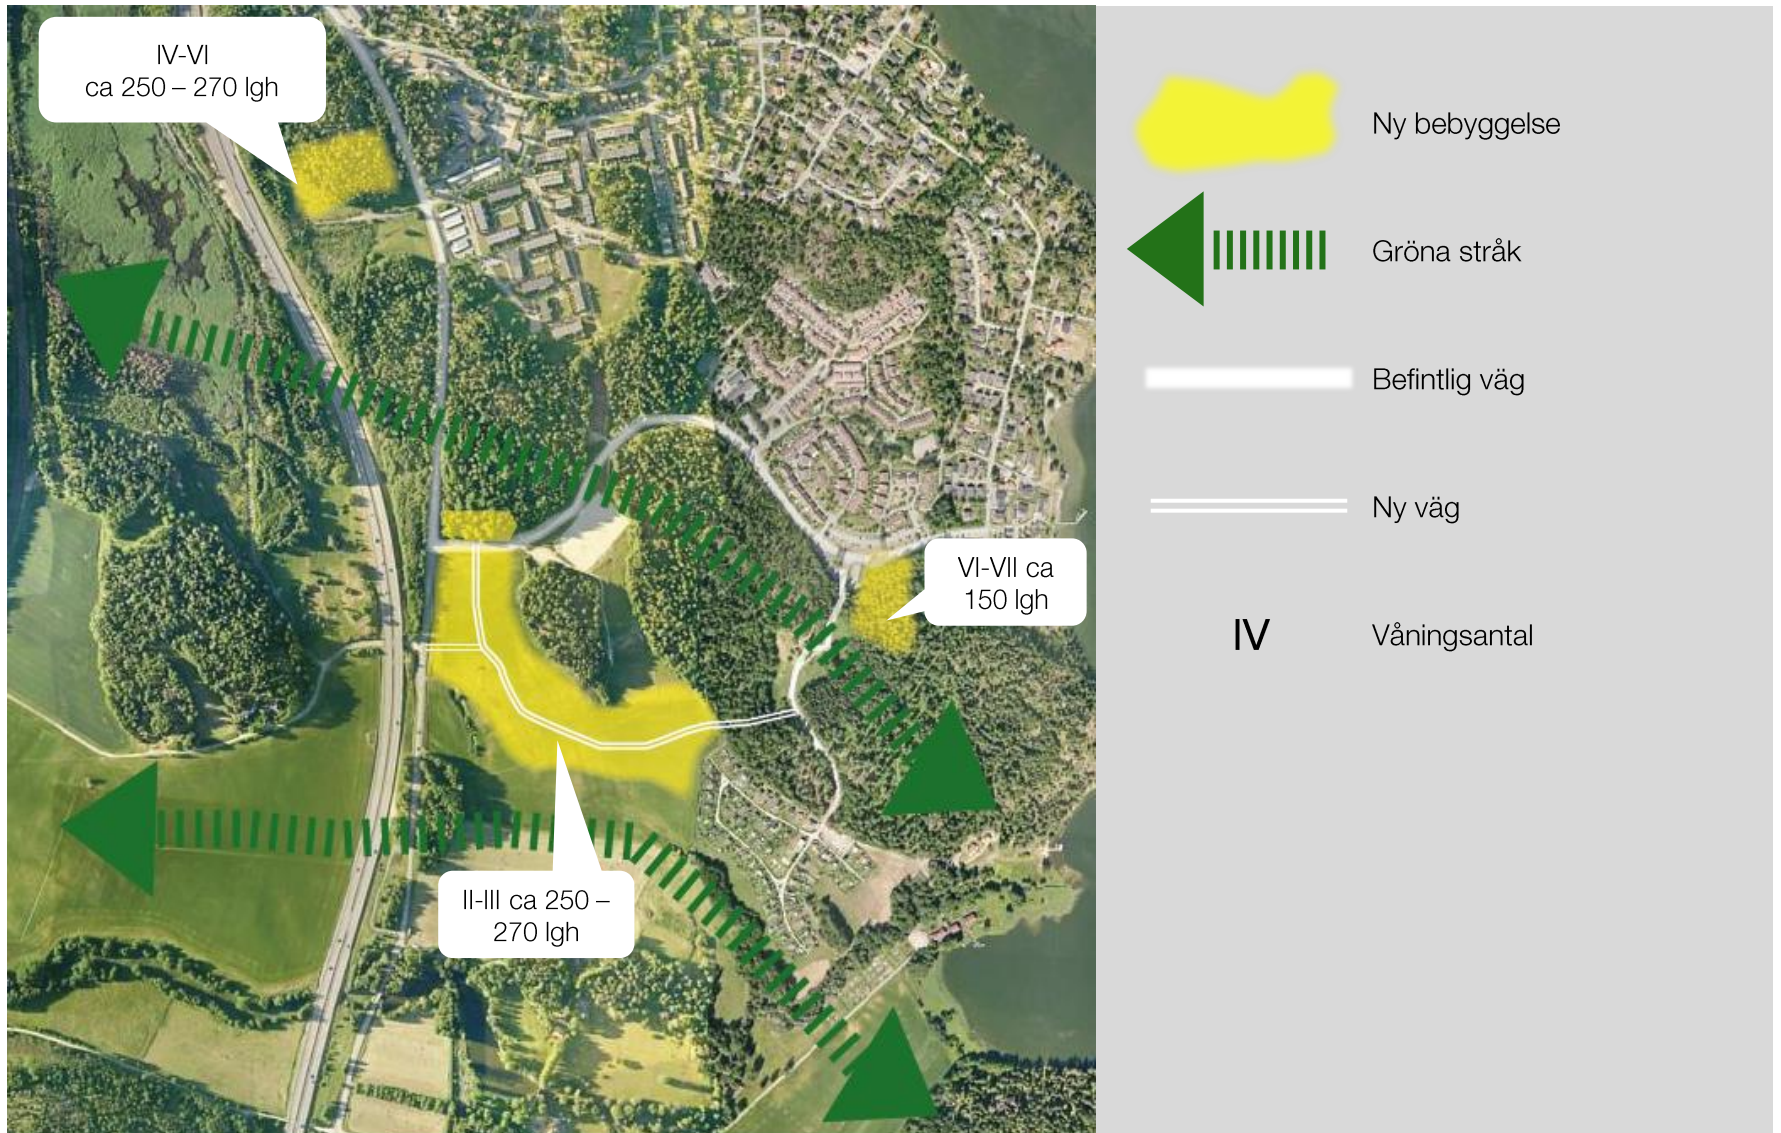 IV-VI
ca 250 – 270 lgh
VI-VII ca
150 lgh
II-III ca 250 –
270 lgh
Ny bebyggelse
Gröna stråk
Befintlig väg
Ny väg
IV
Våningsantal